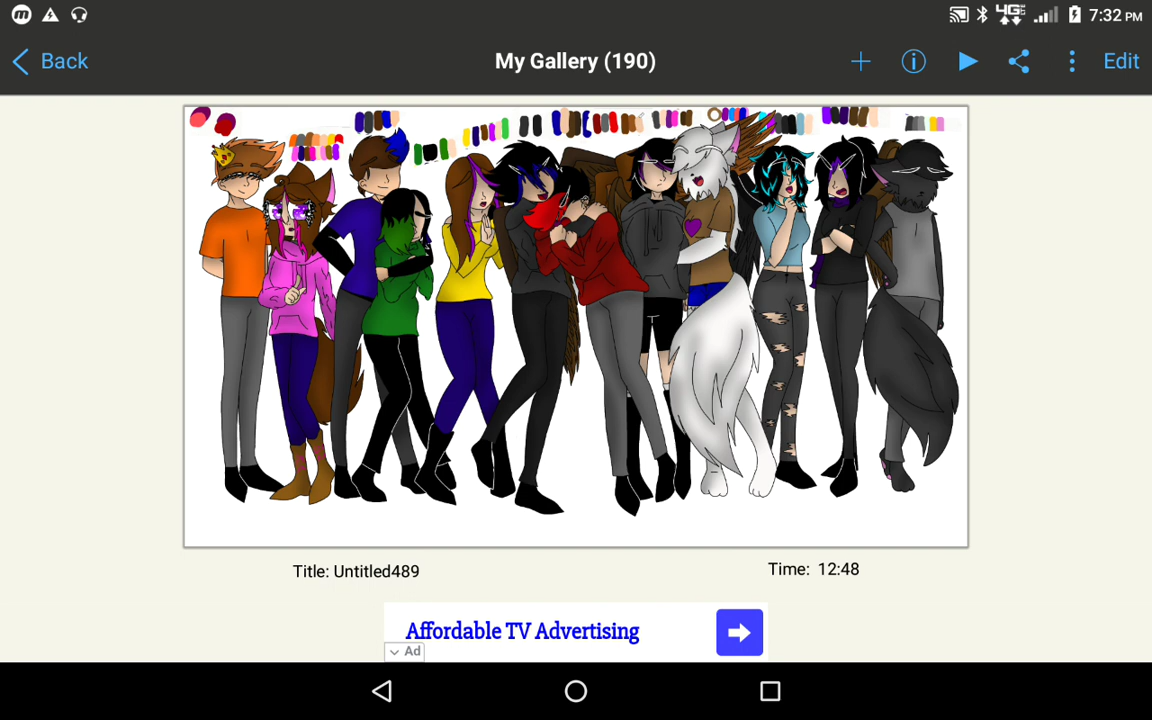 7:32 PM
Back
My Gallery (190)
Edit
Title: Untitled489
Time: 12:48
Affordable TV Advertising
Ad